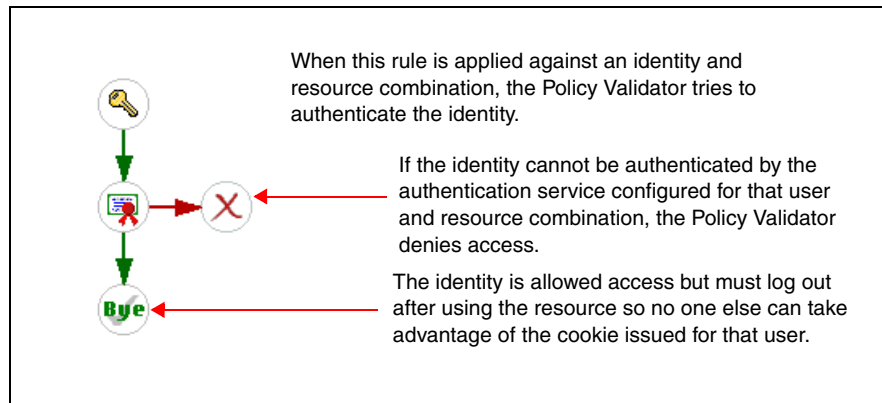 When this rule is applied against an identity and
resource combination, the Policy Validator tries to
authenticate the identity.
If the identity cannot be authenticated by the
authentication service configured for that user
and resource combination, the Policy Validator
denies access.
The identity is allowed access but must log out
after using the resource so no one else can take
advantage of the cookie issued for that user.
Bye